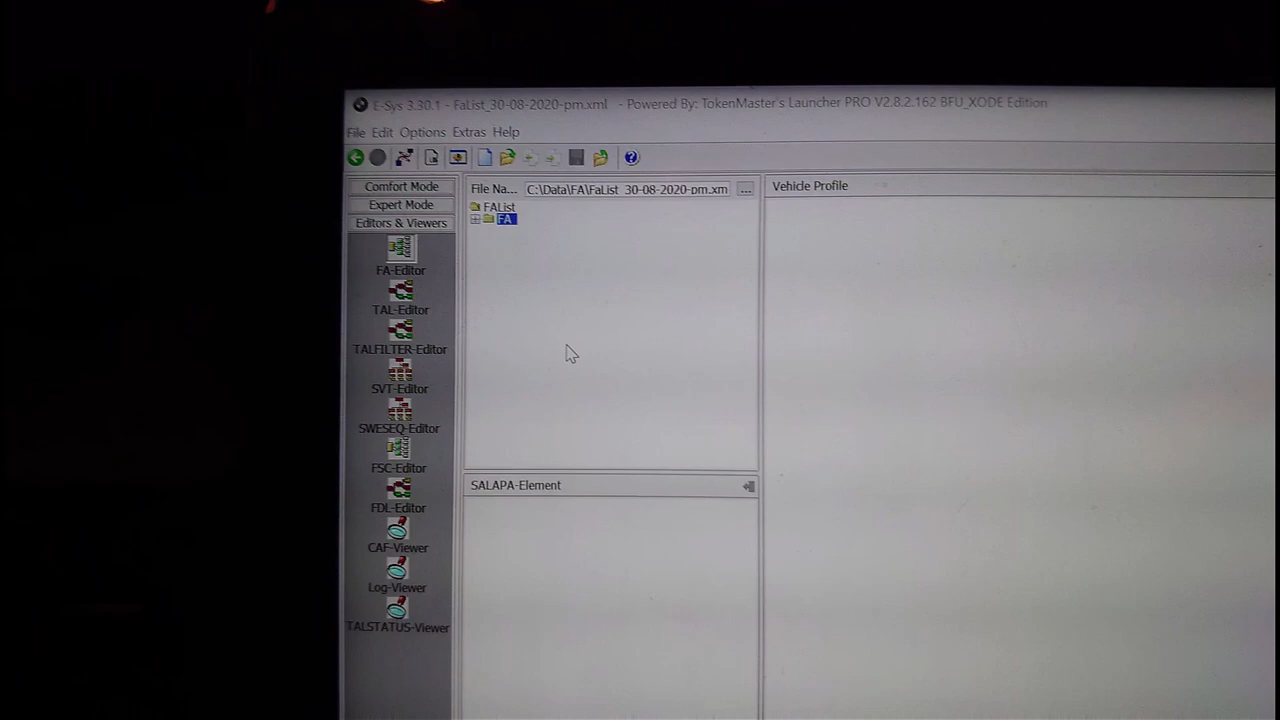 E-Sys 3.30.1 - FaList_30-08-2020-pm.xml - Powered By: TokenMaster's Launcher PRO V2.8.2.162 BFU_XODE Edition
File Edit Options Extras Help
Comfort Mode
Expert Mode
Editors & Viewers
FA-Editor
TAL-Editor
TALFILTER-Editor
SVT-Editor
SWESEQ-Editor
FSC-Editor
FDL-Editor
CAF-Viewer
Log-Viewer
TALSTATUS-Viewer
File Na... C:\Data\FA\FaList_30-08-2020-pm.xm ...
FAList
FA
SALAPA-Element
Vehicle Profile